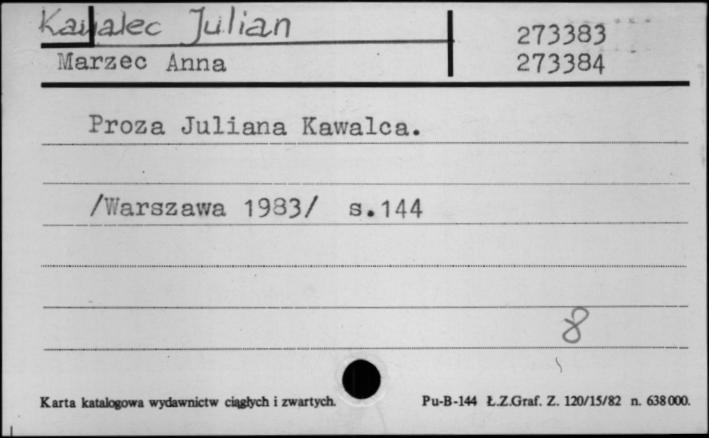 Kawalec Julian
273383
Marzec Anna
273384
Proza Juliana Kawalca.
/Warszawa 1983/ s.144
8
Karta katalogowa wydawnictw ciągłych i zwartych.
Pu-B-144 Ł.Z.Graf. Z. 120/15/82 n. 638000.